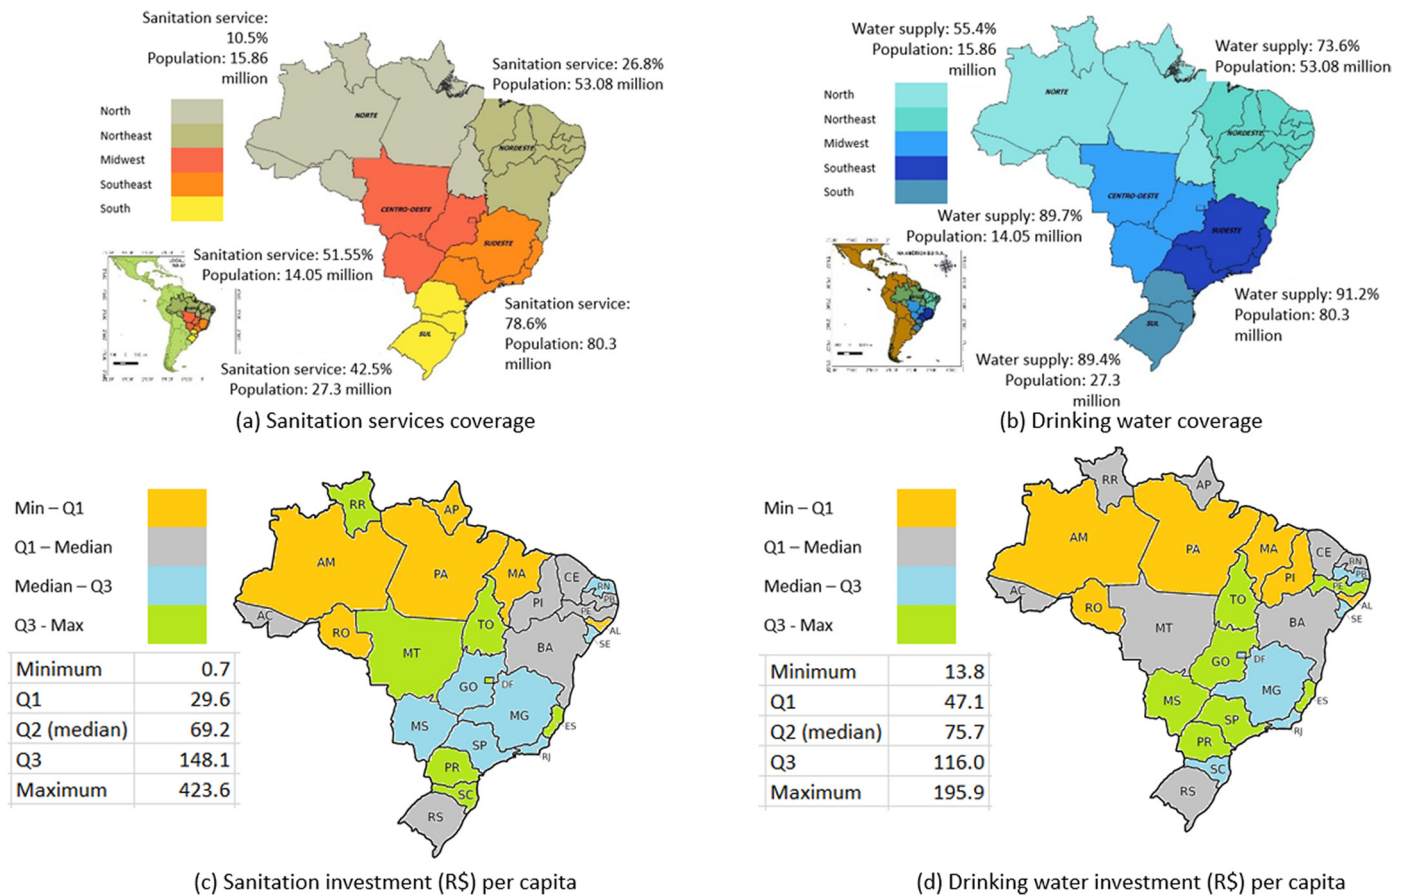 Sanitation service:
10.5%
Population: 15.86
million
Sanitation service: 26.8%
Population: 53.08 million
North
Northeast
Midwest
Southeast
South
NORTE
NORDESTE
CENTRO-OESTE
SUDESTE
SUL
Sanitation service: 51.55%
Population: 14.05 million
Sanitation service:
78.6%
Population: 80.3
million
Sanitation service: 42.5%
Population: 27.3 million
(a) Sanitation services coverage
Water supply: 55.4%
Population: 15.86
million
Water supply: 73.6%
Population: 53.08 million
North
Northeast
Midwest
Southeast
South
NORTE
NORDESTE
CENTRO-OESTE
SUDESTE
SUL
Water supply: 89.7%
Population: 14.05 million
Water supply: 91.2%
Population: 80.3
million
Water supply: 89.4%
Population: 27.3
million
(b) Drinking water coverage
Min – Q1
Q1 – Median
Median – Q3
Q3 - Max
Minimum 0.7
Q1 29.6
Q2 (median) 69.2
Q3 148.1
Maximum 423.6
RR
AP
AM
PA
MA
CE
RN
PB
PI
PE
AL
SE
AC
RO
TO
BA
MT
GO
DF
MG
ES
MS
SP
RJ
PR
SC
RS
(c) Sanitation investment (R$) per capita
Min – Q1
Q1 – Median
Median – Q3
Q3 - Max
Minimum 13.8
Q1 47.1
Q2 (median) 75.7
Q3 116.0
Maximum 195.9
RR
AP
AM
PA
MA
CE
RN
PB
PI
PE
AL
SE
AC
RO
TO
BA
MT
GO
DF
MG
ES
MS
SP
RJ
PR
SC
RS
(d) Drinking water investment (R$) per capita